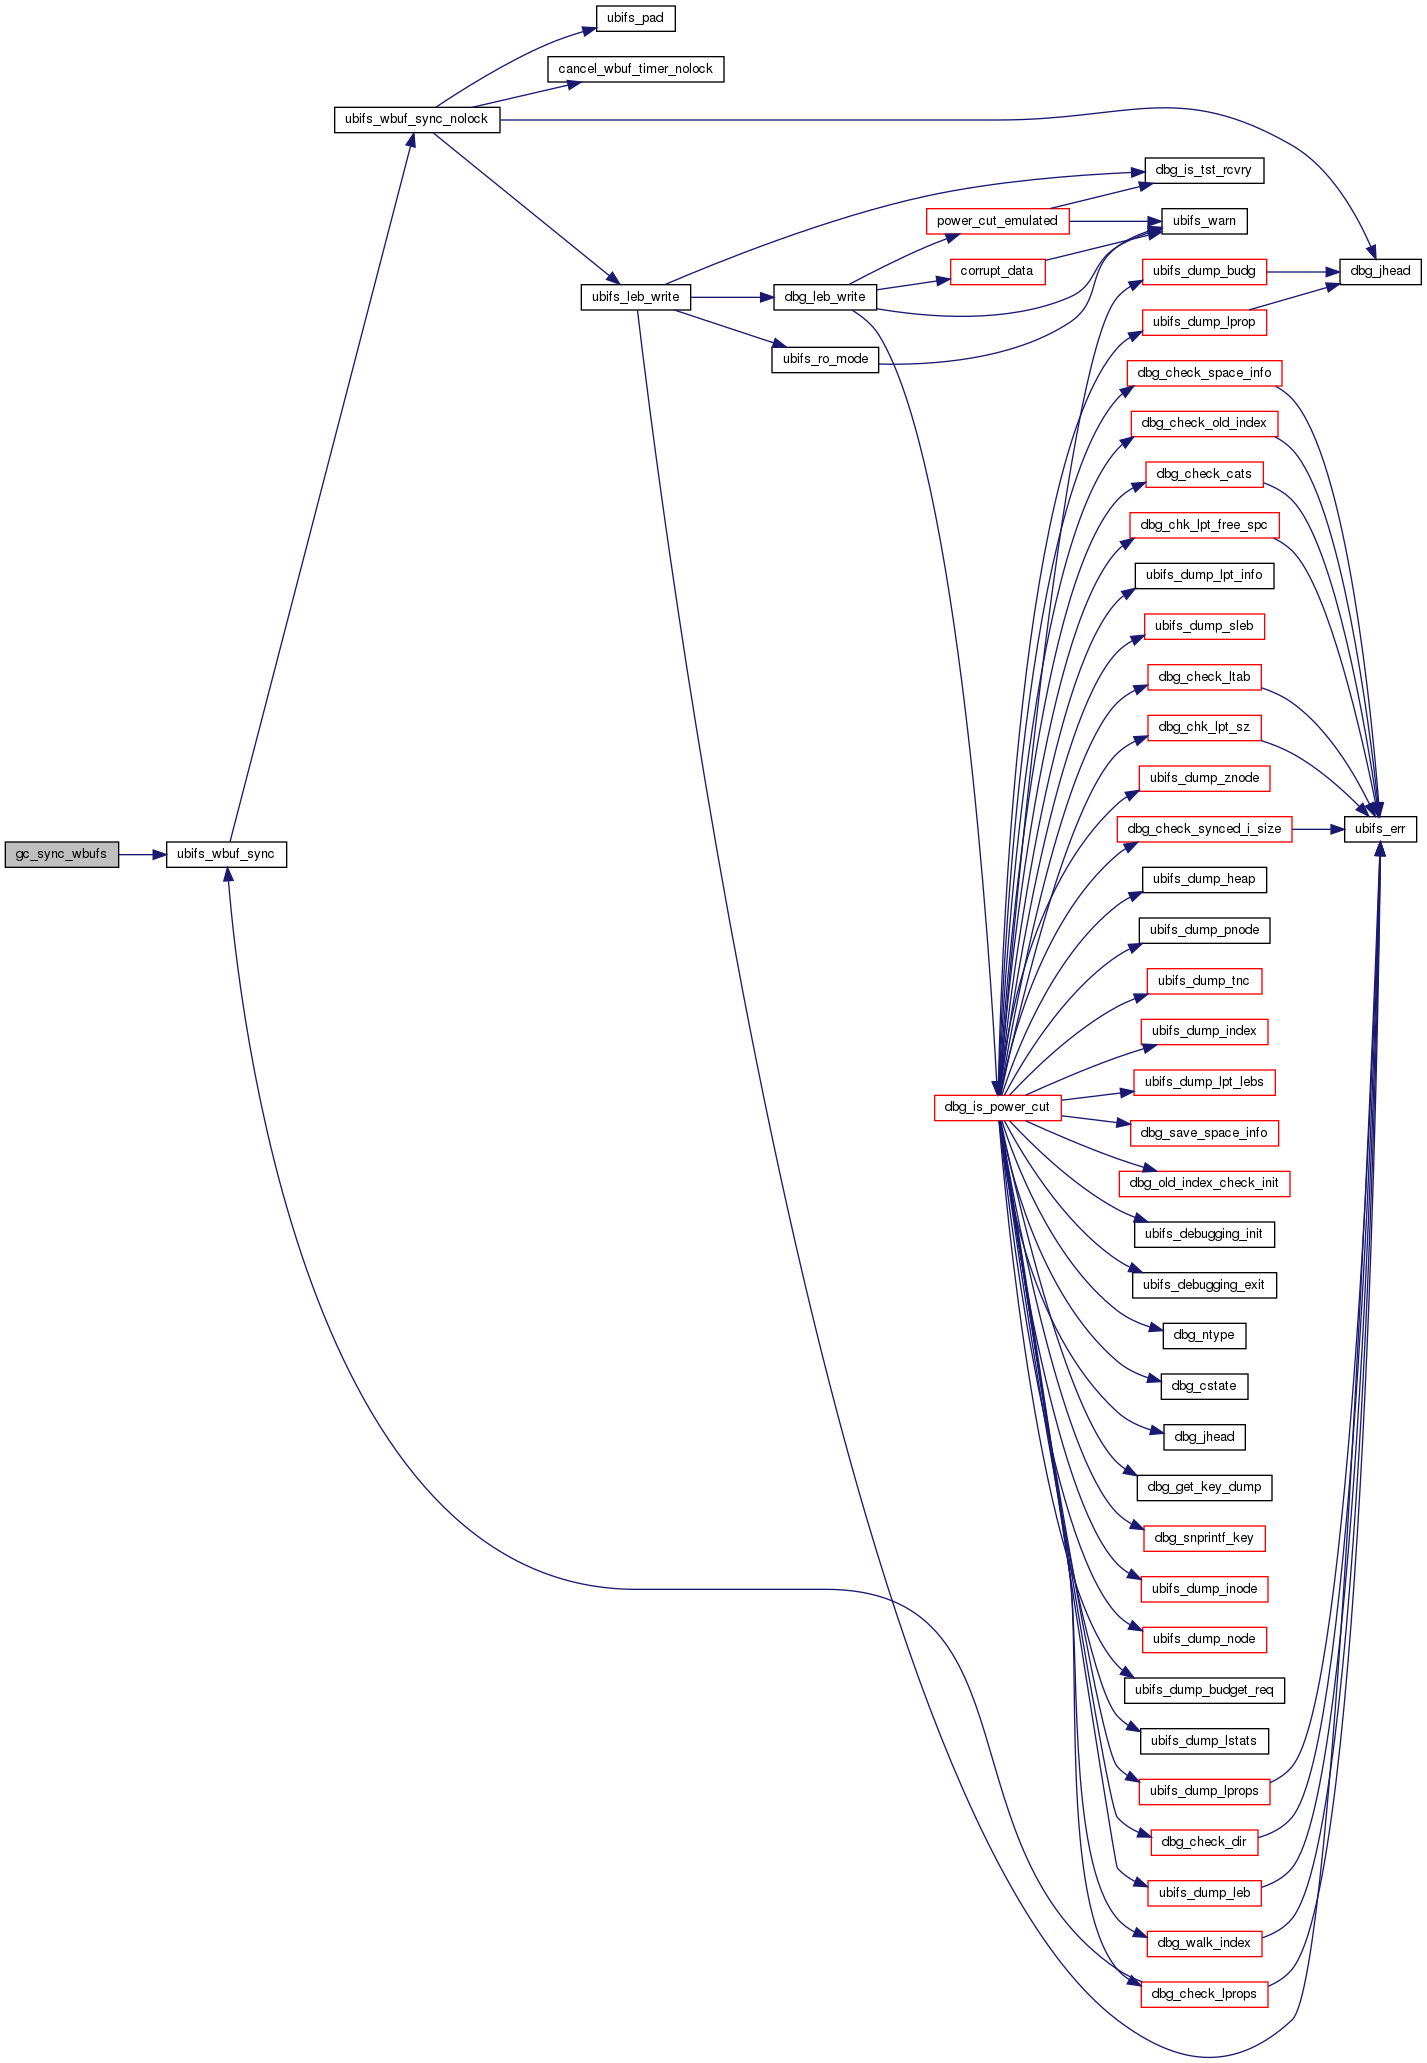 ubifs_pad
cancel_wbuf_timer_nolock
ubifs_wbuf_sync_nolock
dbg_is_tst_rcvry
power_cut_emulated
ubifs_warn
corrupt_data
ubifs_dump_budg
dbg_jhead
ubifs_leb_write
dbg_leb_write
ubifs_dump_lprop
ubifs_ro_mode
dbg_check_space_info
dbg_check_old_index
dbg_check_cats
dbg_chk_lpt_free_spc
ubifs_dump_lpt_info
ubifs_dump_sleb
dbg_check_ltab
dbg_chk_lpt_sz
ubifs_dump_znode
dbg_check_synced_i_size
ubifs_err
gc_sync_wbufs
ubifs_wbuf_sync
ubifs_dump_heap
ubifs_dump_pnode
ubifs_dump_tnc
ubifs_dump_index
ubifs_dump_lpt_lebs
dbg_is_power_cut
dbg_save_space_info
dbg_old_index_check_init
ubifs_debugging_init
ubifs_debugging_exit
dbg_ntype
dbg_cstate
dbg_jhead
dbg_get_key_dump
dbg_snprintf_key
ubifs_dump_inode
ubifs_dump_node
ubifs_dump_budget_req
ubifs_dump_lstats
ubifs_dump_lprops
dbg_check_dir
ubifs_dump_leb
dbg_walk_index
dbg_check_lprops